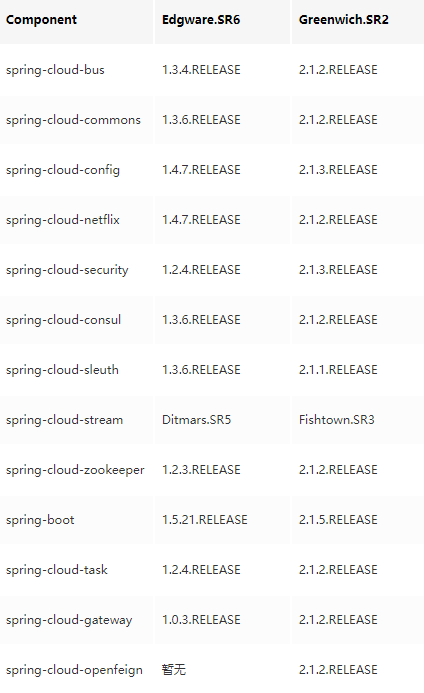 Component Edgware.SR6 Greenwich.SR2
spring-cloud-bus 1.3.4.RELEASE 2.1.2.RELEASE
spring-cloud-commons 1.3.6.RELEASE 2.1.2.RELEASE
spring-cloud-config 1.4.7.RELEASE 2.1.3.RELEASE
spring-cloud-netflix 1.4.7.RELEASE 2.1.2.RELEASE
spring-cloud-security 1.2.4.RELEASE 2.1.3.RELEASE
spring-cloud-consul 1.3.6.RELEASE 2.1.2.RELEASE
spring-cloud-sleuth 1.3.6.RELEASE 2.1.1.RELEASE
spring-cloud-stream Ditmars.SR5 Fishtown.SR3
spring-cloud-zookeeper 1.2.3.RELEASE 2.1.2.RELEASE
spring-boot 1.5.21.RELEASE 2.1.5.RELEASE
spring-cloud-task 1.2.4.RELEASE 2.1.2.RELEASE
spring-cloud-gateway 1.0.3.RELEASE 2.1.2.RELEASE
spring-cloud-openfeign 暂无 2.1.2.RELEASE